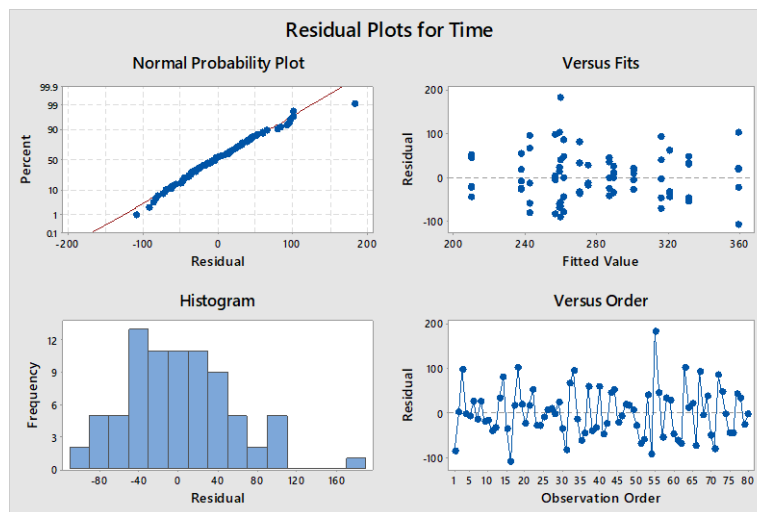 Residual Plots for Time
Normal Probability Plot
99.9
99
90
50
10
1
0.1
Percent
-200 -100 0 100 200
Residual
Versus Fits
200
100
0
-100
Residual
200 240 280 320 360
Fitted Value
Histogram
12
9
6
3
0
Frequency
-80 -40 0 40 80 120 160
Residual
Versus Order
200
100
0
-100
Residual
1 5 10 15 20 25 30 35 40 45 50 55 60 65 70 75 80
Observation Order